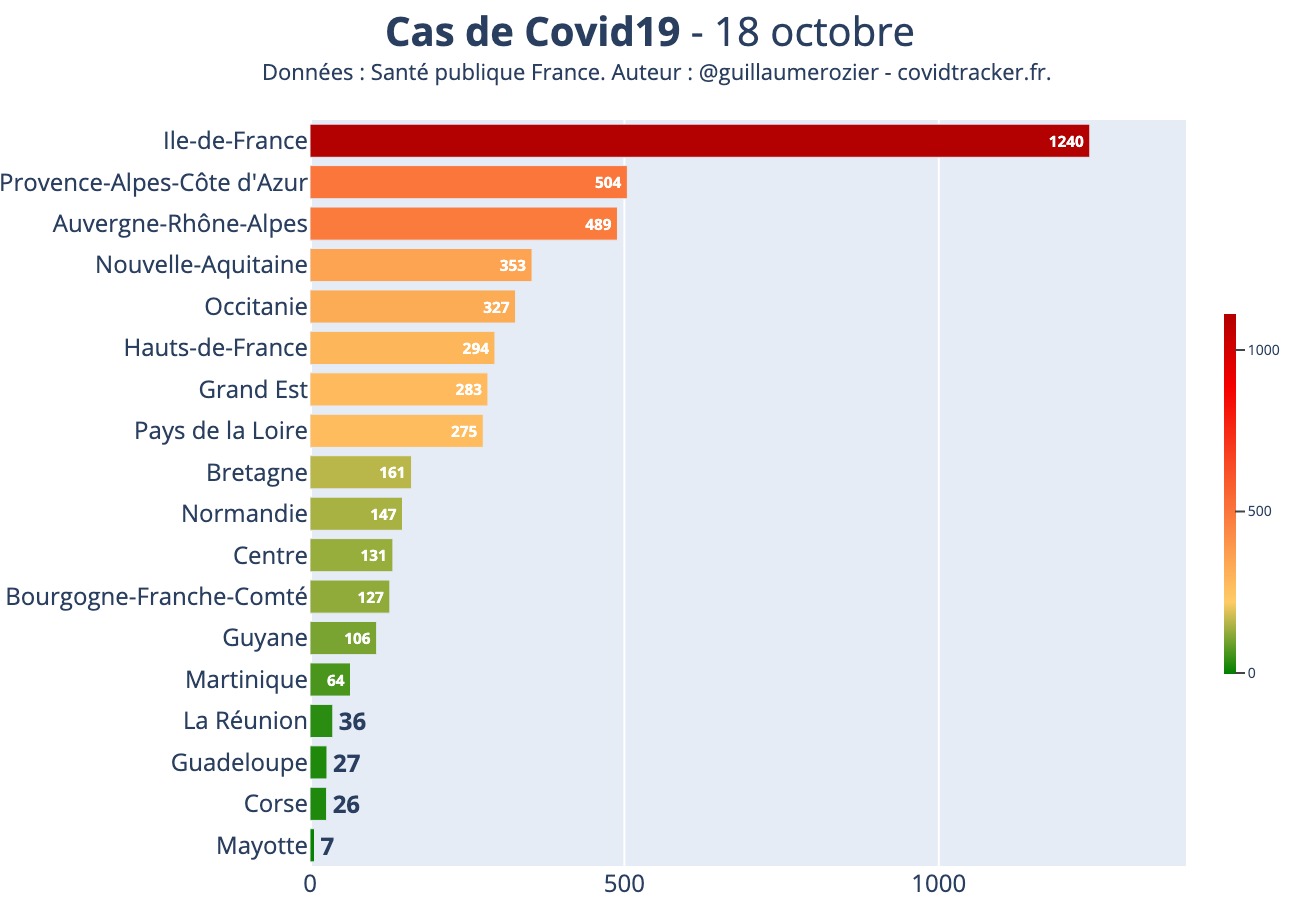 Cas de Covid19 - 18 octobre
Données : Santé publique France. Auteur : @guillaumerozier - covidtracker.fr.
Ile-de-France 1240
Provence-Alpes-Côte d'Azur 504
Auvergne-Rhône-Alpes 489
Nouvelle-Aquitaine 353
Occitanie 327
Hauts-de-France 294
Grand Est 283
Pays de la Loire 275
Bretagne 161
Normandie 147
Centre 131
Bourgogne-Franche-Comté 127
Guyane 106
Martinique 64
La Réunion 36
Guadeloupe 27
Corse 26
Mayotte 7
0 500 1000
1000
500
0